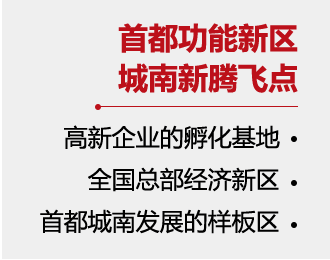 首都功能新区
城南新腾飞点
高新企业的孵化基地 •
全国总部经济新区 •
首都城南发展的样板区 •